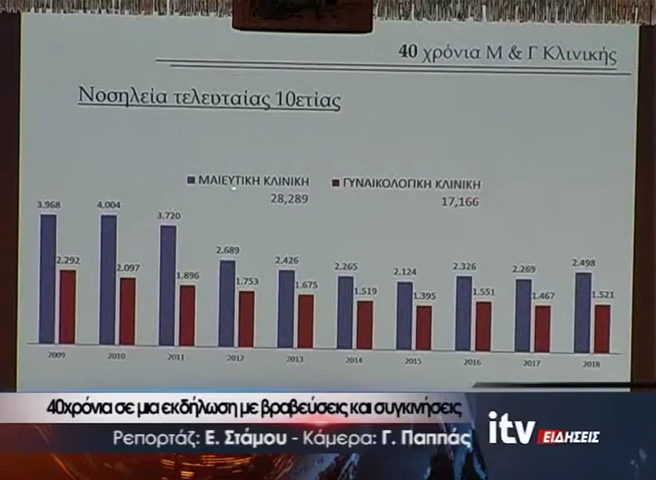 40 χρόνια Μ & Γ Κλινικής
Νοσηλεία τελευταίας 10ετίας
ΜΑΙΕΥΤΙΚΗ ΚΛΙΝΙΚΗ ΓΥΝΑΙΚΟΛΟΓΙΚΗ ΚΛΙΝΙΚΗ
28,289 17,166
3.968 2.292 4.004 2.097 3.720 1.896 2.689 1.753 2.426 1.675 2.265 1.519 2.124 1.395 2.326 1.551 2.269 1.467 2.498 1.521
2009 2010 2011 2012 2013 2014 2015 2016 2017 2018
40χρόνια σε μια εκδήλωση με βραβεύσεις και συγκινήσεις
Ρεπορτάζ: Ε. Στάμου - Κάμερα: Γ. Παππάς
itv ΕΙΔΗΣΕΙΣ